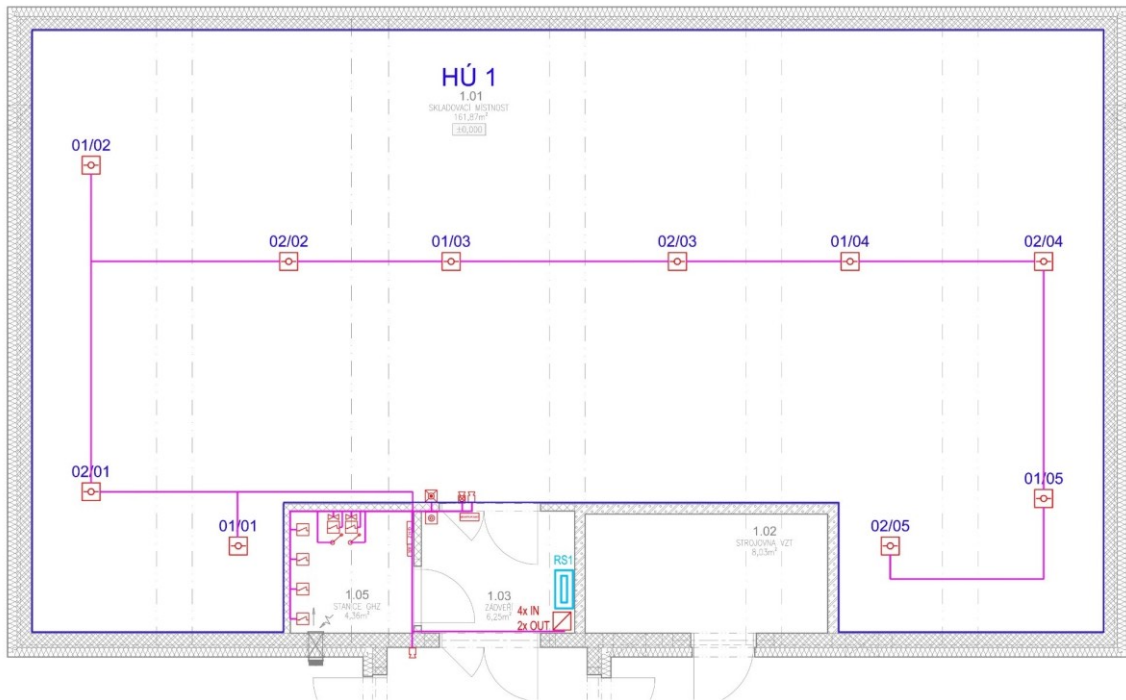 HÚ 1
1.01
SKLADOVACÍ MÍSTNOST
161,87m²
±0,000
01/02
02/02
01/03
02/03
01/04
02/04
02/01
01/01
01/05
02/05
1.02
STROJOVNA VZT
8,03m²
RS1
1.05
STANICE GHZ
4,36m²
1.03
ZÁDVEŘÍ
6,25m²
4x IN
2x OUT